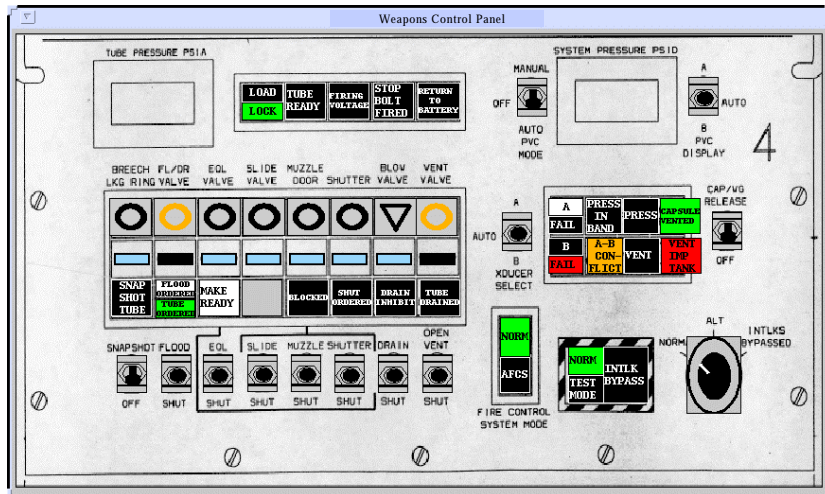 Weapons Control Panel
TUBE PRESSURE PSIA
SYSTEM PRESSURE PSID
LOAD
LOCK
TUBE
READY
FIRING
VOLTAGE
STOP
BOLT
FIRED
RETURN
TO
BATTERY
MANUAL
OFF
AUTO
PVC
MODE
A
AUTO
B
PVC
DISPLAY
4
BREECH
LKG RING
FL/DR
VALVE
EQL
VALVE
SLIDE
VALVE
MUZZLE
DOOR
SHUTTER
BLOW
VALVE
VENT
VALVE
A
AUTO
B
XDUCER
SELECT
A
FAIL
PRESS
IN
BAND
PRESS
CAPSULE
VENTED
B
FAIL
A-B
CON-
FLICT
VENT
VENT
IMP
TANK
CAP/WG
RELEASE
OFF
SNAP
SHOT
TUBE
FLOOD
ORDERED
TUBE
ORDERED
MAKE
READY
BLOCKED
SHUT
ORDERED
DRAIN
INHIBIT
TUBE
DRAINED
SNAPSHOT
OFF
FLOOD
SHUT
EQL
SHUT
SLIDE
SHUT
MUZZLE
SHUT
SHUTTER
SHUT
DRAIN
SHUT
OPEN
VENT
SHUT
NORM
AFCS
FIRE CONTROL
SYSTEM MODE
NORM
TEST
MODE
INTLK
BYPASS
ALT
NORM
INTLKS
BYPASSED